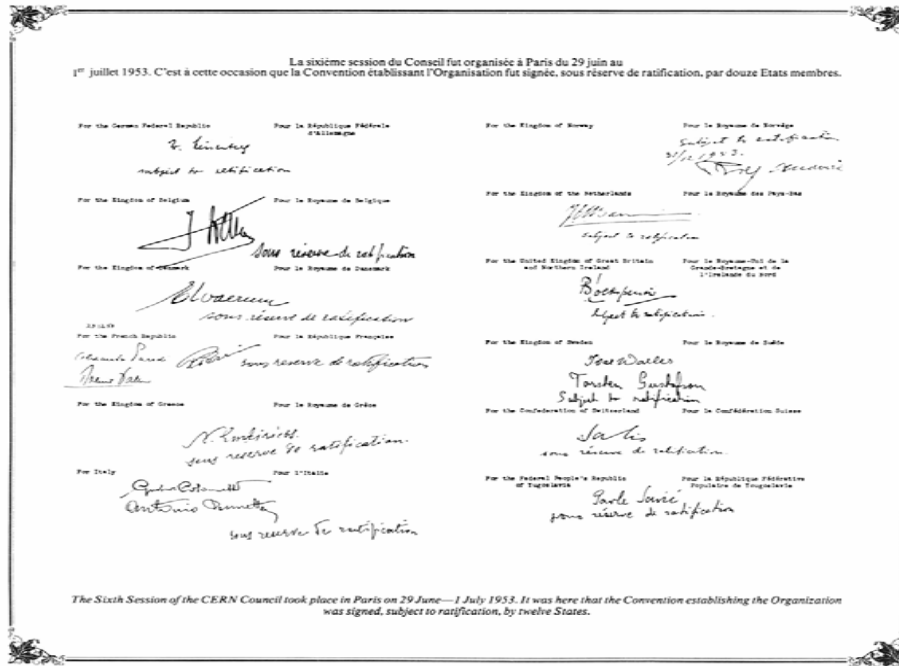 La sixième session du Conseil fut organisée à Paris du 29 juin au
1er juillet 1953. C'est à cette occasion que la Convention établissant l'Organisation fut signée, sous réserve de ratification, par douze Etats membres.
For the German Federal Republic
Pour la République Fédérale
d'Allemagne
subject to ratification
For the Kingdom of Belgium
Pour le Royaume de Belgique
sous réserve de ratification
For the Kingdom of Denmark
Pour le Royaume de Danemark
sous réserve de ratification
For the French Republic
Pour la République Française
sous reserve de ratification
For the Kingdom of Greece
Pour le Royaume de Grèce
sous reserve de ratification.
For Italy
Pour l'Italie
Antonio
sous reserve de ratification
For the Kingdom of Norway
Pour le Royaume de Norvège
Subject to ratification
31/12 1953.
For the Kingdom of the Netherlands
Pour le Royaume des Pays-Bas
subject to ratification
For the United Kingdom of Great Britain
and Northern Ireland
Pour le Royaume-Uni de la
Grande-Bretagne et de
l'Irelande du Nord
Subject to ratification.
For the Kingdom of Sweden
Pour le Royaume de Suède
Torsten Gustafson
Subject to ratification
For the Confederation of Switzerland
Pour la Confédération Suisse
Salis
sous réserve de ratification.
For the Federal People's Republic
of Yugoslavia
Pour la République Fédérative
Populaire de Yougoslavie
Pavle Savić
sous réserve de ratification
The Sixth Session of the CERN Council took place in Paris on 29 June—1 July 1953. It was here that the Convention establishing the Organization
was signed, subject to ratification, by twelve States.